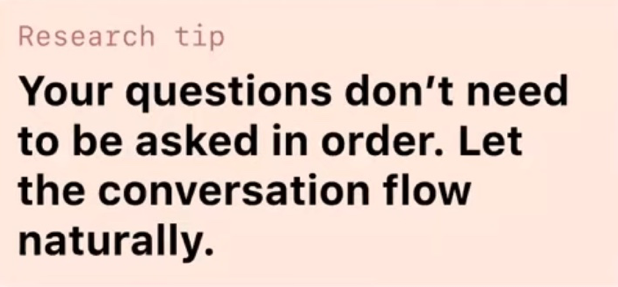 Research tip
Your questions don’t need
to be asked in order. Let
the conversation flow
naturally.